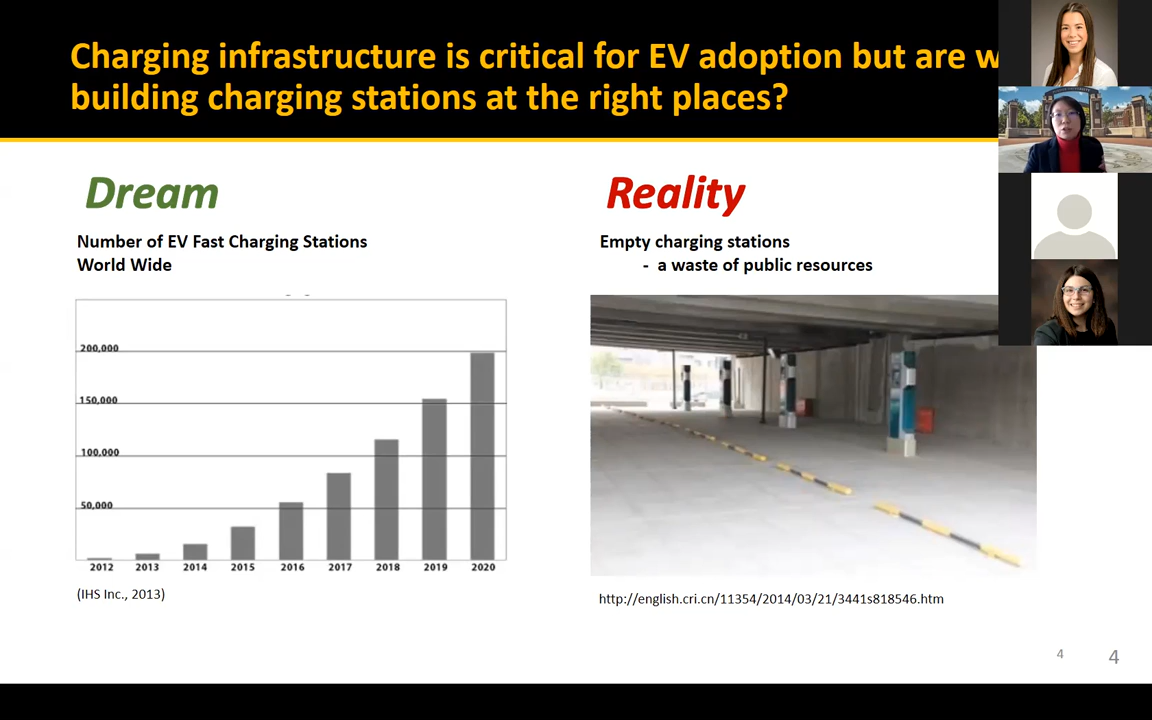 Charging infrastructure is critical for EV adoption but are w
building charging stations at the right places?
Dream
Number of EV Fast Charging Stations
World Wide
200,000
150,000
100,000
50,000
2012 2013 2014 2015 2016 2017 2018 2019 2020
(IHS Inc., 2013)
Reality
Empty charging stations
- a waste of public resources
http://english.cri.cn/11354/2014/03/21/3441s818546.htm
4
4